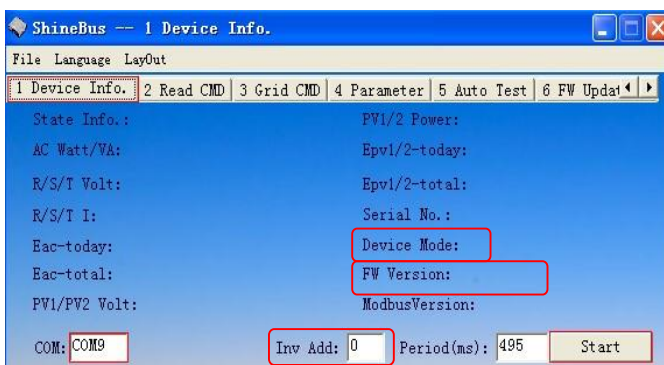 ShineBus -- 1 Device Info.
File Language LayOut
1 Device Info. 2 Read CMD 3 Grid CMD 4 Parameter 5 Auto Test 6 FW Updat
State Info.: PV1/2 Power:
AC Watt/VA: Epv1/2-today:
R/S/T Volt: Epv1/2-total:
R/S/T I: Serial No.:
Eac-today: Device Mode:
Eac-total: FW Version:
PV1/PV2 Volt: ModbusVersion:
COM: COM9 Inv Add: 0 Period(ms): 495 Start